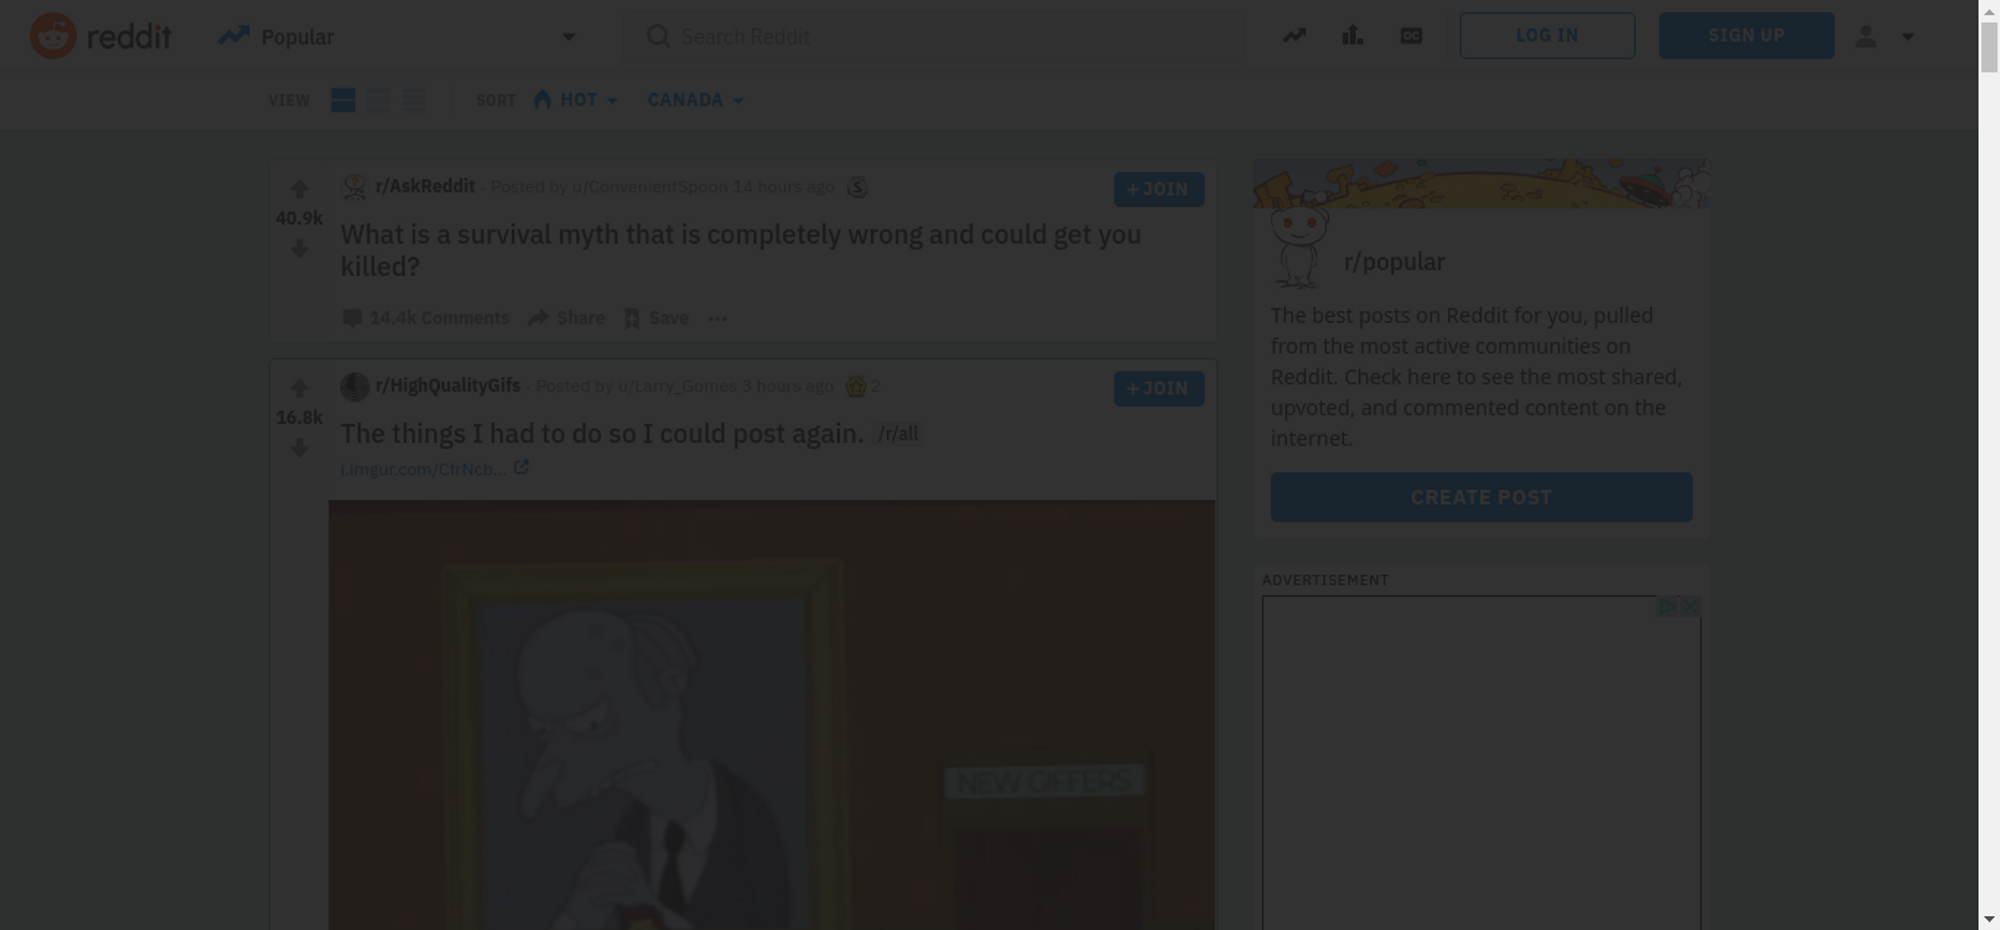 reddit Popular Search Reddit OC LOG IN SIGN UP
VIEW SORT HOT CANADA
r/AskReddit · Posted by u/ConvenientSpoon 14 hours ago S + JOIN
40.9k
What is a survival myth that is completely wrong and could get you
killed?
14.4k Comments Share Save ...
r/HighQualityGifs · Posted by u/Larry_Gomes 3 hours ago 2 + JOIN
16.8k
The things I had to do so I could post again. /r/all
i.imgur.com/CfrNcb...
NEW GIFFERS
r/popular
The best posts on Reddit for you, pulled
from the most active communities on
Reddit. Check here to see the most shared,
upvoted, and commented content on the
internet.
CREATE POST
ADVERTISEMENT